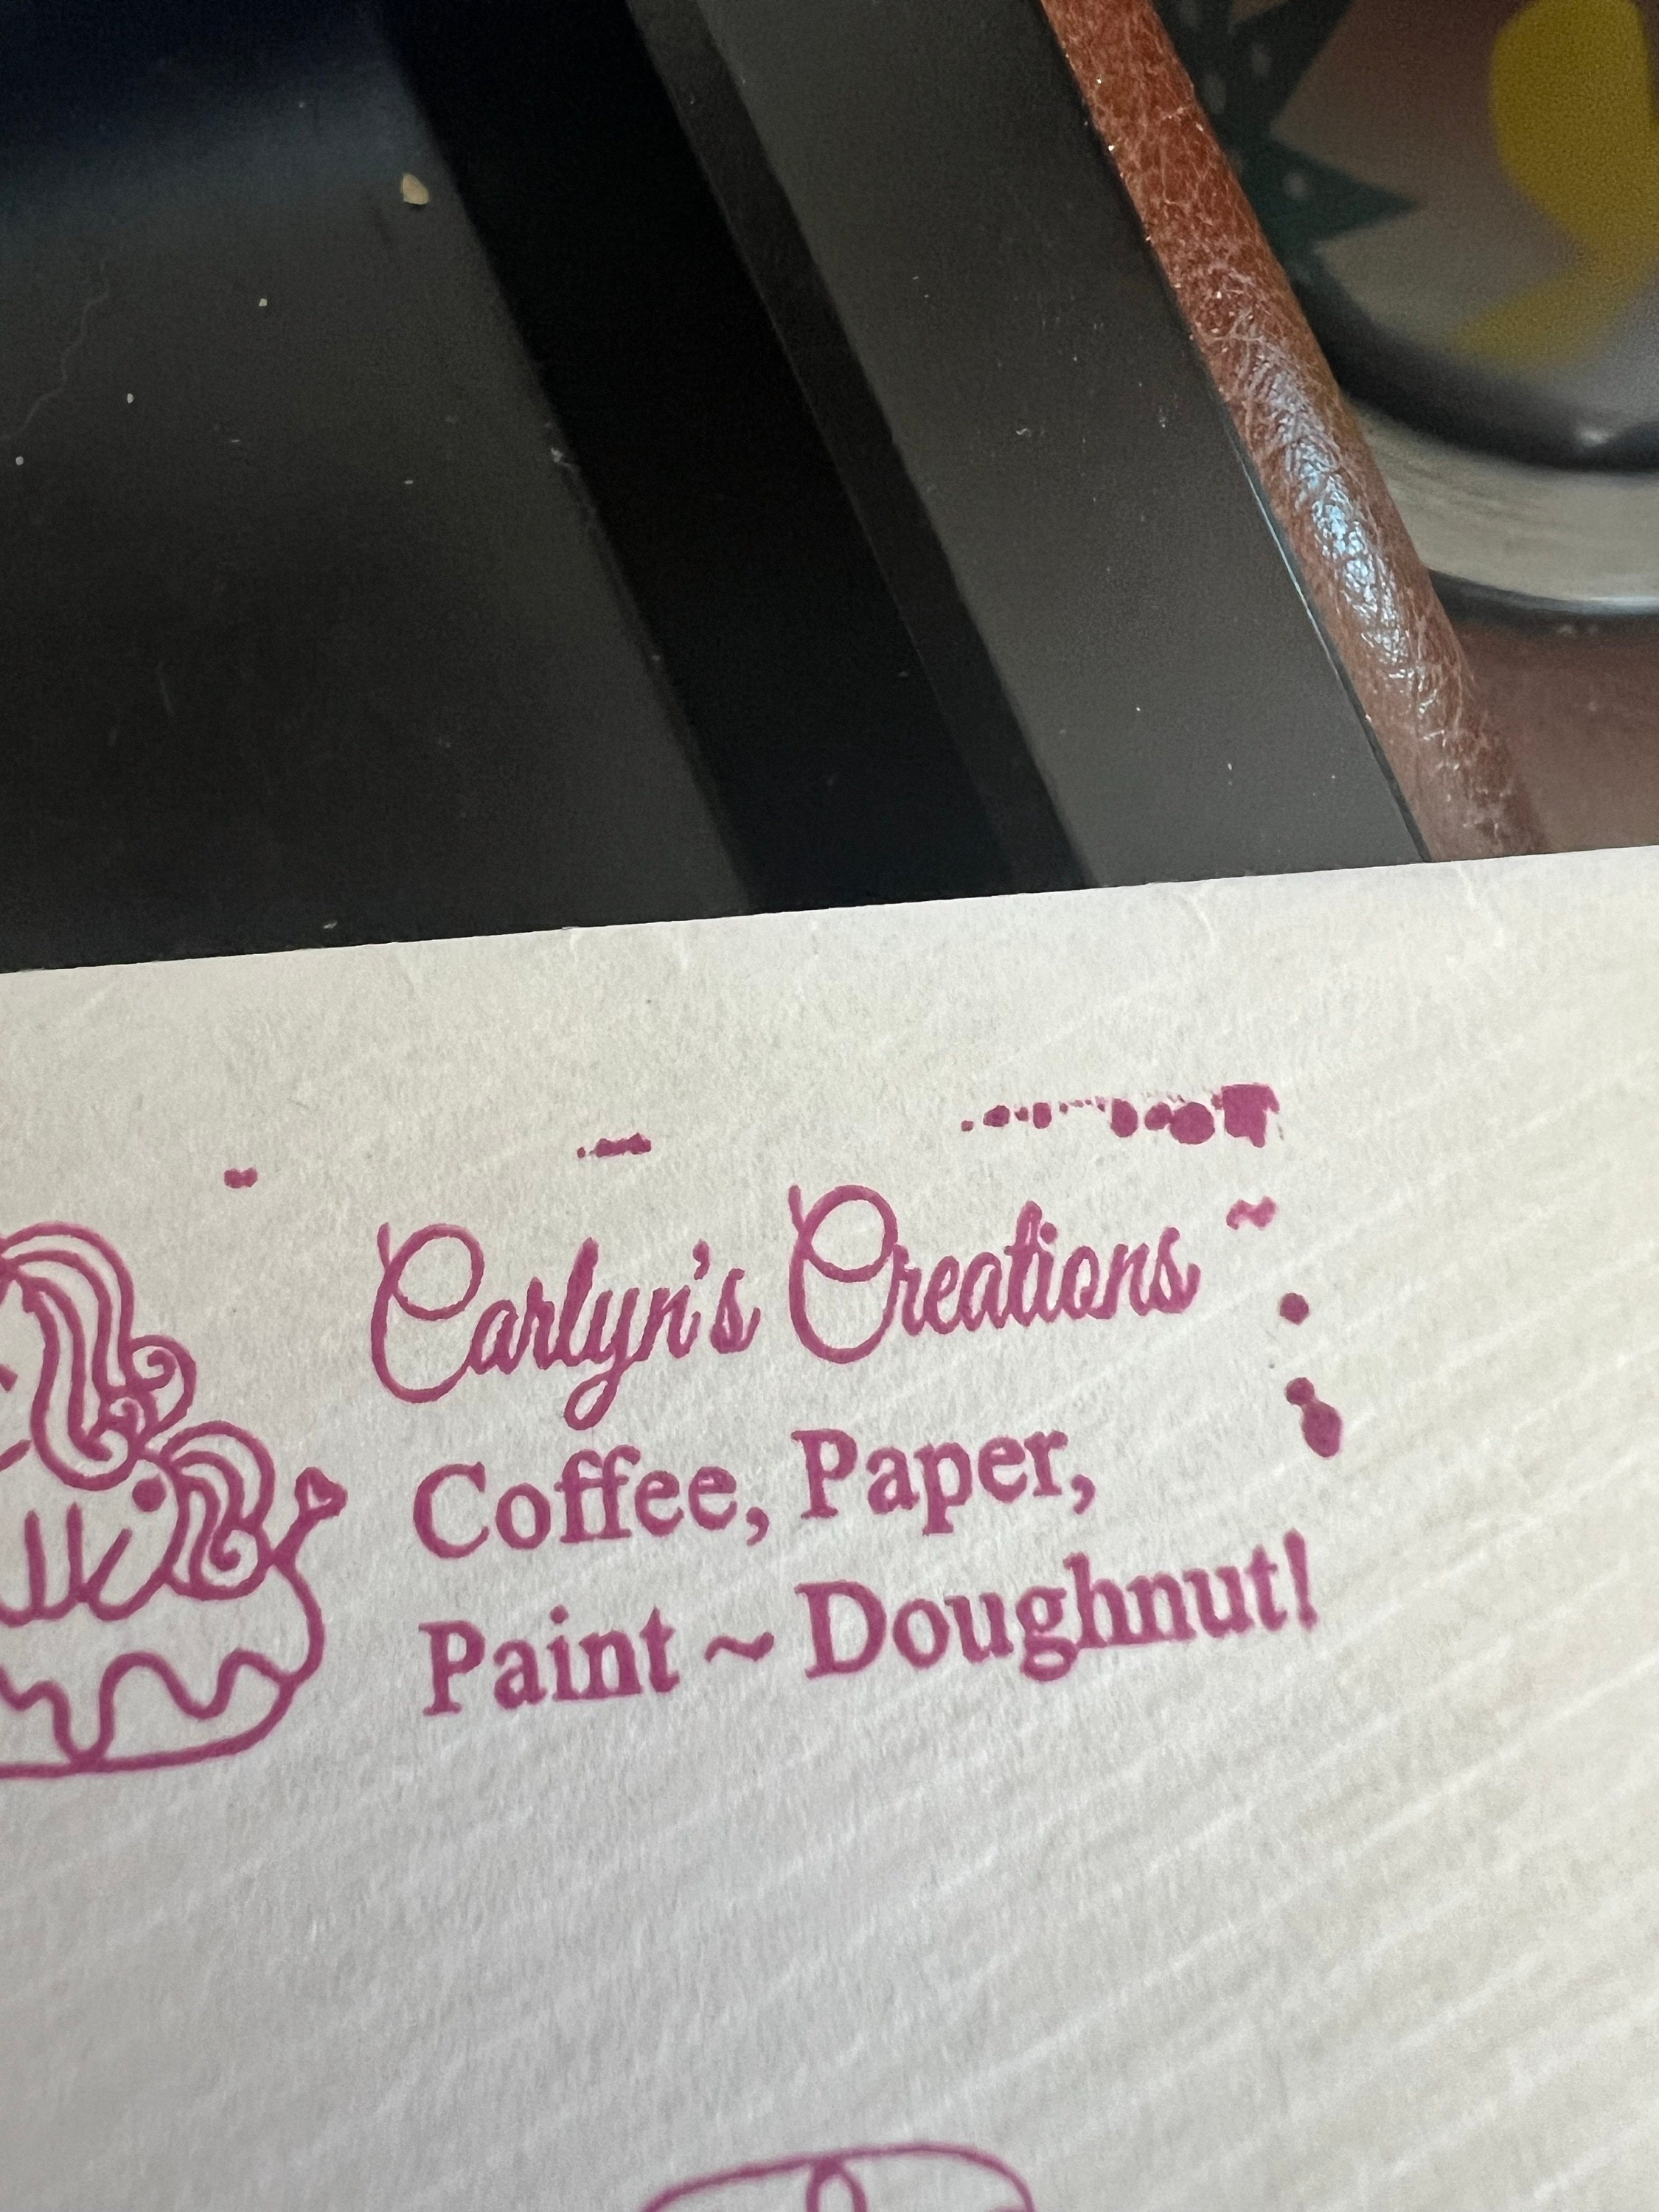 Carlyn's Creations ~
Coffee, Paper,
Paint ~ Doughnut!